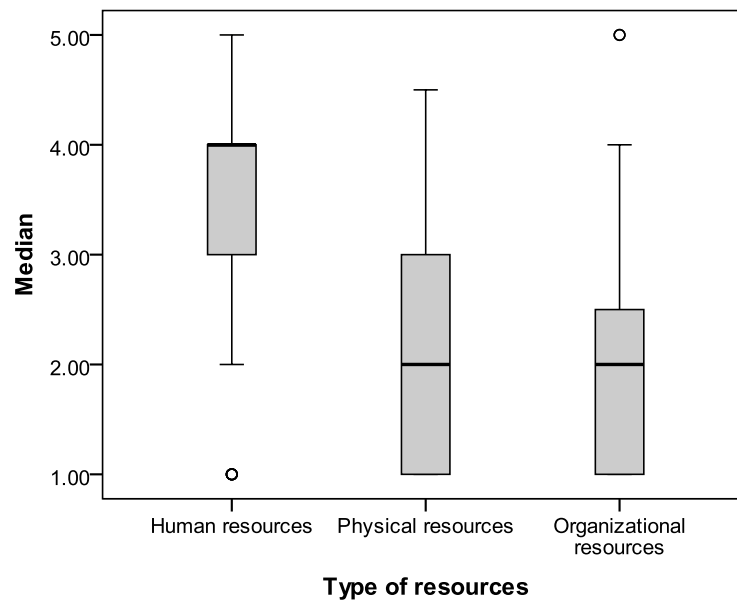 5.00
4.00
3.00
2.00
1.00
Median
Human resources
Physical resources
Organizational
resources
Type of resources